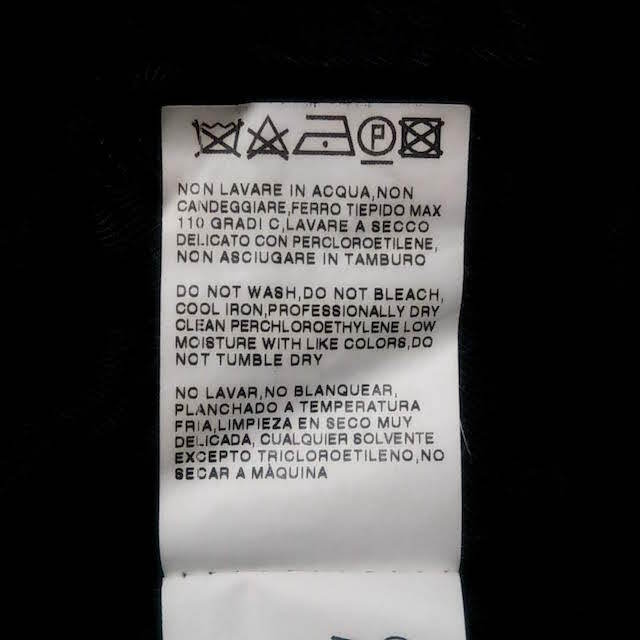 P
NON LAVARE IN ACQUA,NON
CANDEGGIARE,FERRO TIEPIDO MAX
110 GRADI C,LAVARE A SECCO
DELICATO CON PERCLOROETILENE,
NON ASCIUGARE IN TAMBURO
DO NOT WASH,DO NOT BLEACH,
COOL IRON,PROFESSIONALLY DRY
CLEAN PERCHLOROETHYLENE LOW
MOISTURE WITH LIKE COLORS,DO
NOT TUMBLE DRY
NO LAVAR,NO BLANQUEAR,
PLANCHADO A TEMPERATURA
FRIA,LIMPIEZA EN SECO MUY
DELICADA, CUALQUIER SOLVENTE
EXCEPTO TRICLOROETILENO,NO
SECAR A MÀQUINA